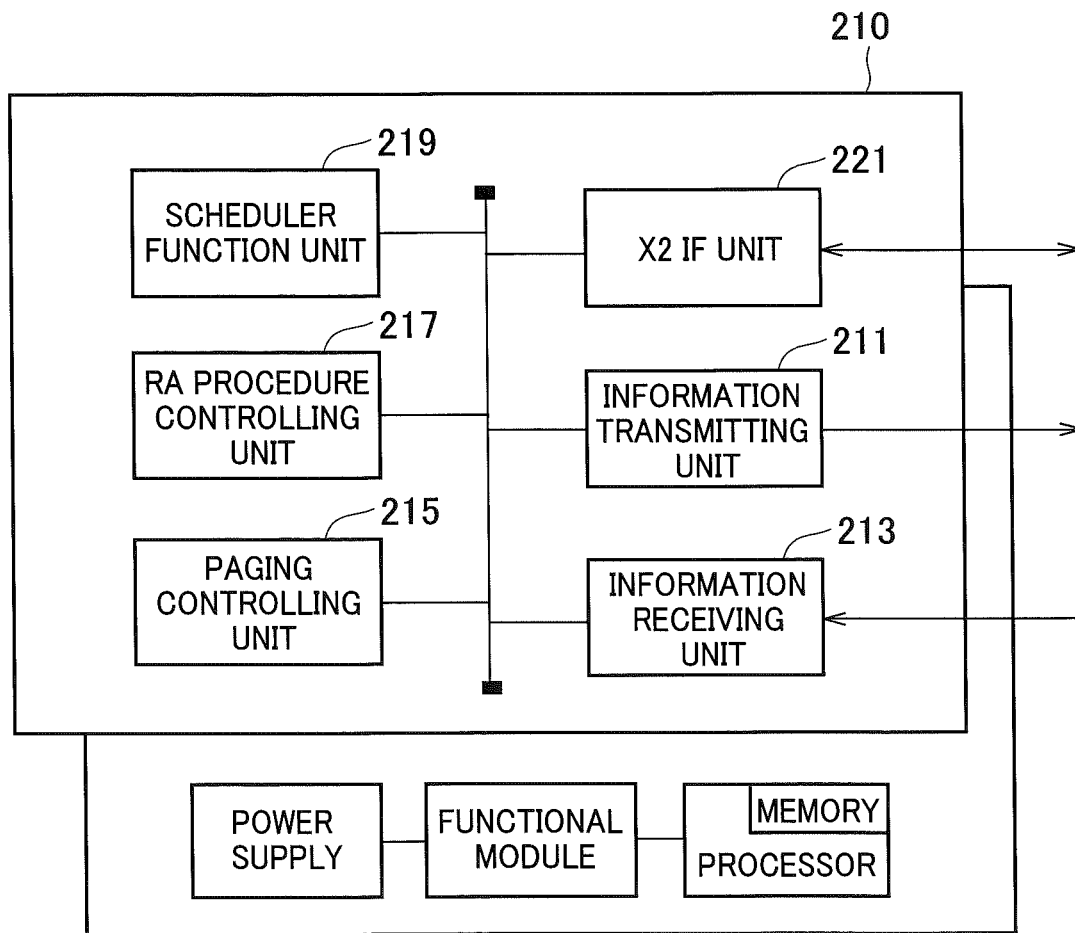 210
219
SCHEDULER
FUNCTION UNIT
221
X2 IF UNIT
217
RA PROCEDURE
CONTROLLING
UNIT
211
INFORMATION
TRANSMITTING
UNIT
215
PAGING
CONTROLLING
UNIT
213
INFORMATION
RECEIVING
UNIT
POWER
SUPPLY
FUNCTIONAL
MODULE
MEMORY
PROCESSOR